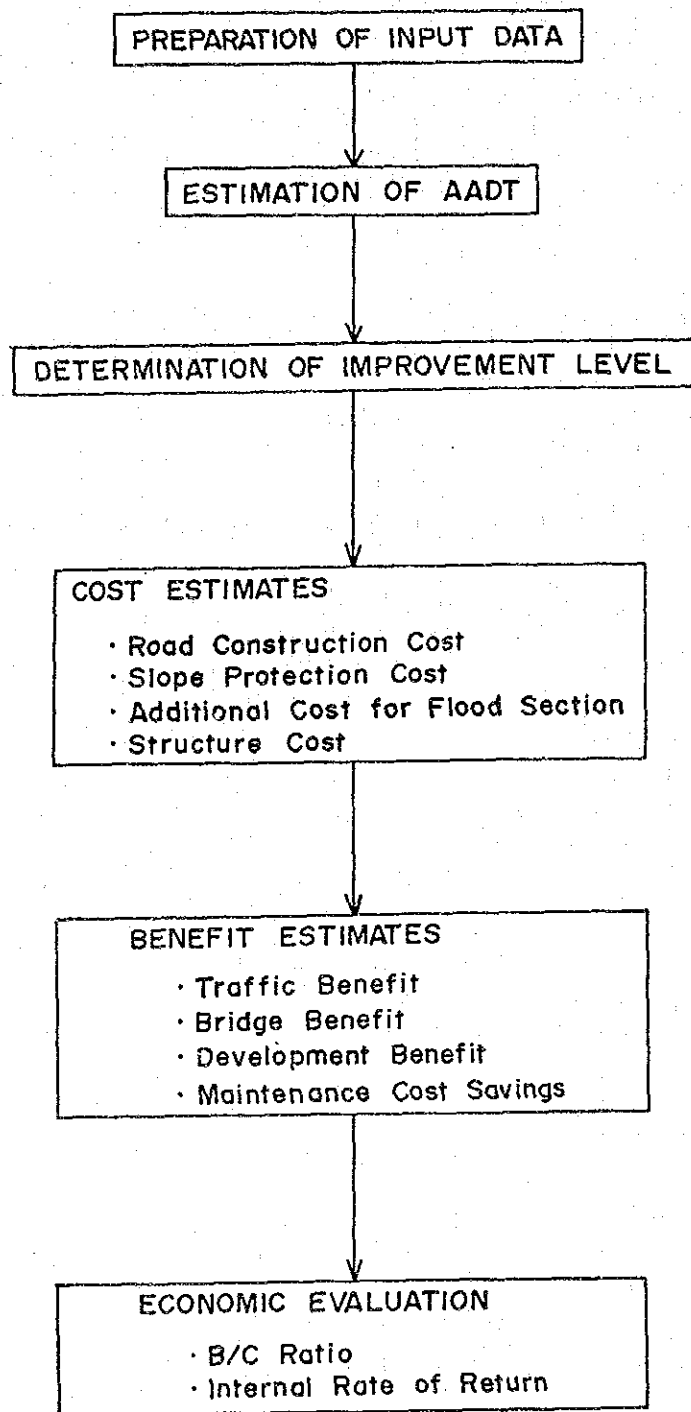 PREPARATION OF INPUT DATA
ESTIMATION OF AADT
DETERMINATION OF IMPROVEMENT LEVEL
COST ESTIMATES
· Road Construction Cost
· Slope Protection Cost
· Additional Cost for Flood Section
· Structure Cost
BENEFIT ESTIMATES
· Traffic Benefit
· Bridge Benefit
· Development Benefit
· Maintenance Cost Savings
ECONOMIC EVALUATION
· B/C Ratio
· Internal Rate of Return